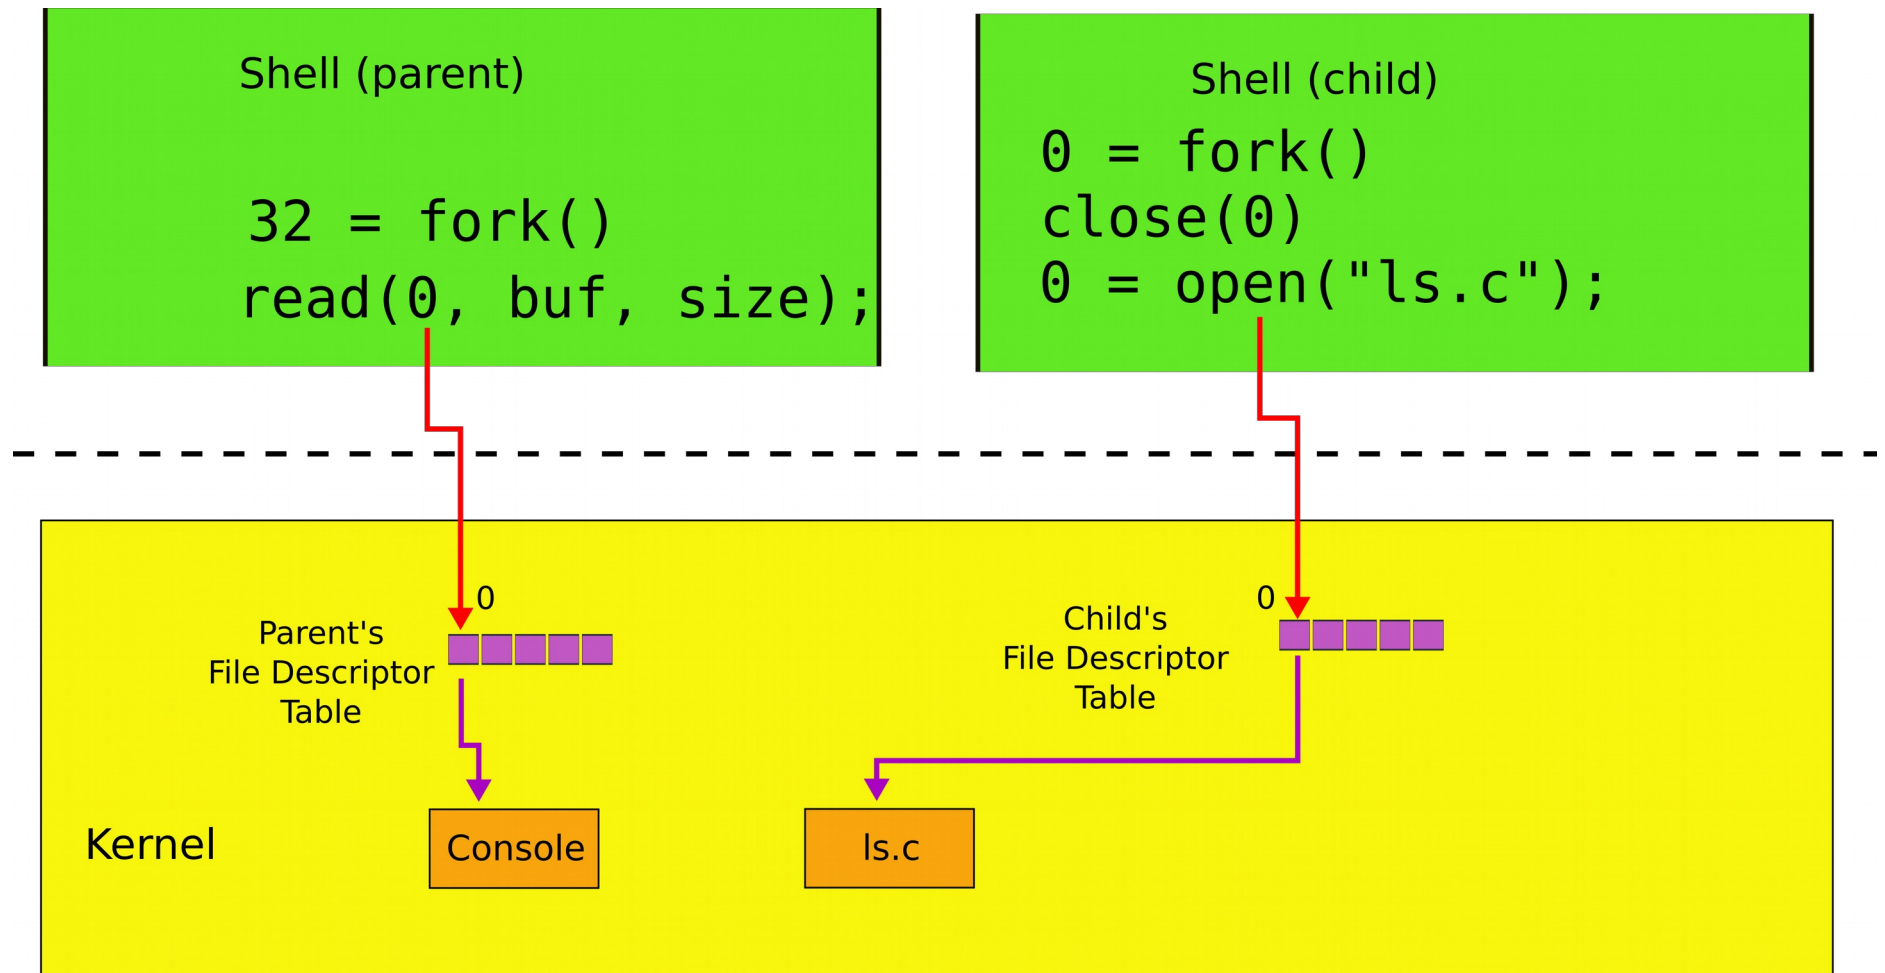 Shell (parent)
32 = fork()
read(0, buf, size);
Shell (child)
0 = fork()
close(0)
0 = open("ls.c");
0
Parent's
File Descriptor
Table
0
Child's
File Descriptor
Table
Kernel
Console
ls.c